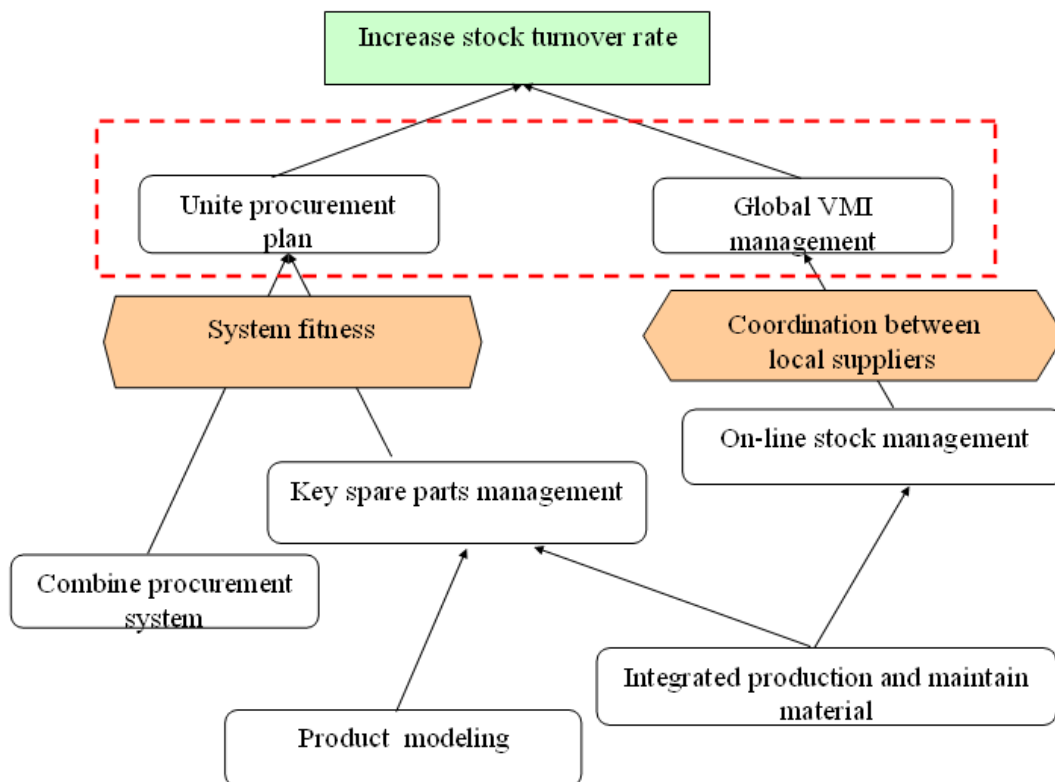 Increase stock turnover rate
Unite procurement
plan
Global VMI
management
System fitness
Coordination between
local suppliers
On-line stock management
Key spare parts management
Combine procurement
system
Integrated production and maintain
material
Product modeling